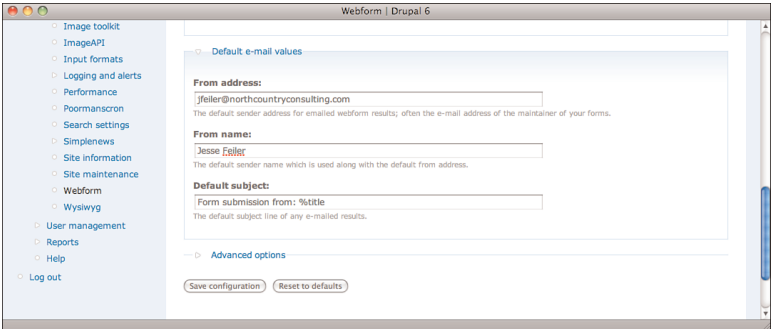 Webform | Drupal 6
Image toolkit
ImageAPI
Input formats
Logging and alerts
Performance
Poormanscron
Search settings
Simplenews
Site information
Site maintenance
Webform
Wysiwyg
User management
Reports
Help
Log out
Default e-mail values
From address:
jfeiler@northcountryconsulting.com
The default sender address for emailed webform results; often the e-mail address of the maintainer of your forms.
From name:
Jesse Feiler
The default sender name which is used along with the default from address.
Default subject:
Form submission from: %title
The default subject line of any e-mailed results.
Advanced options
Save configuration Reset to defaults